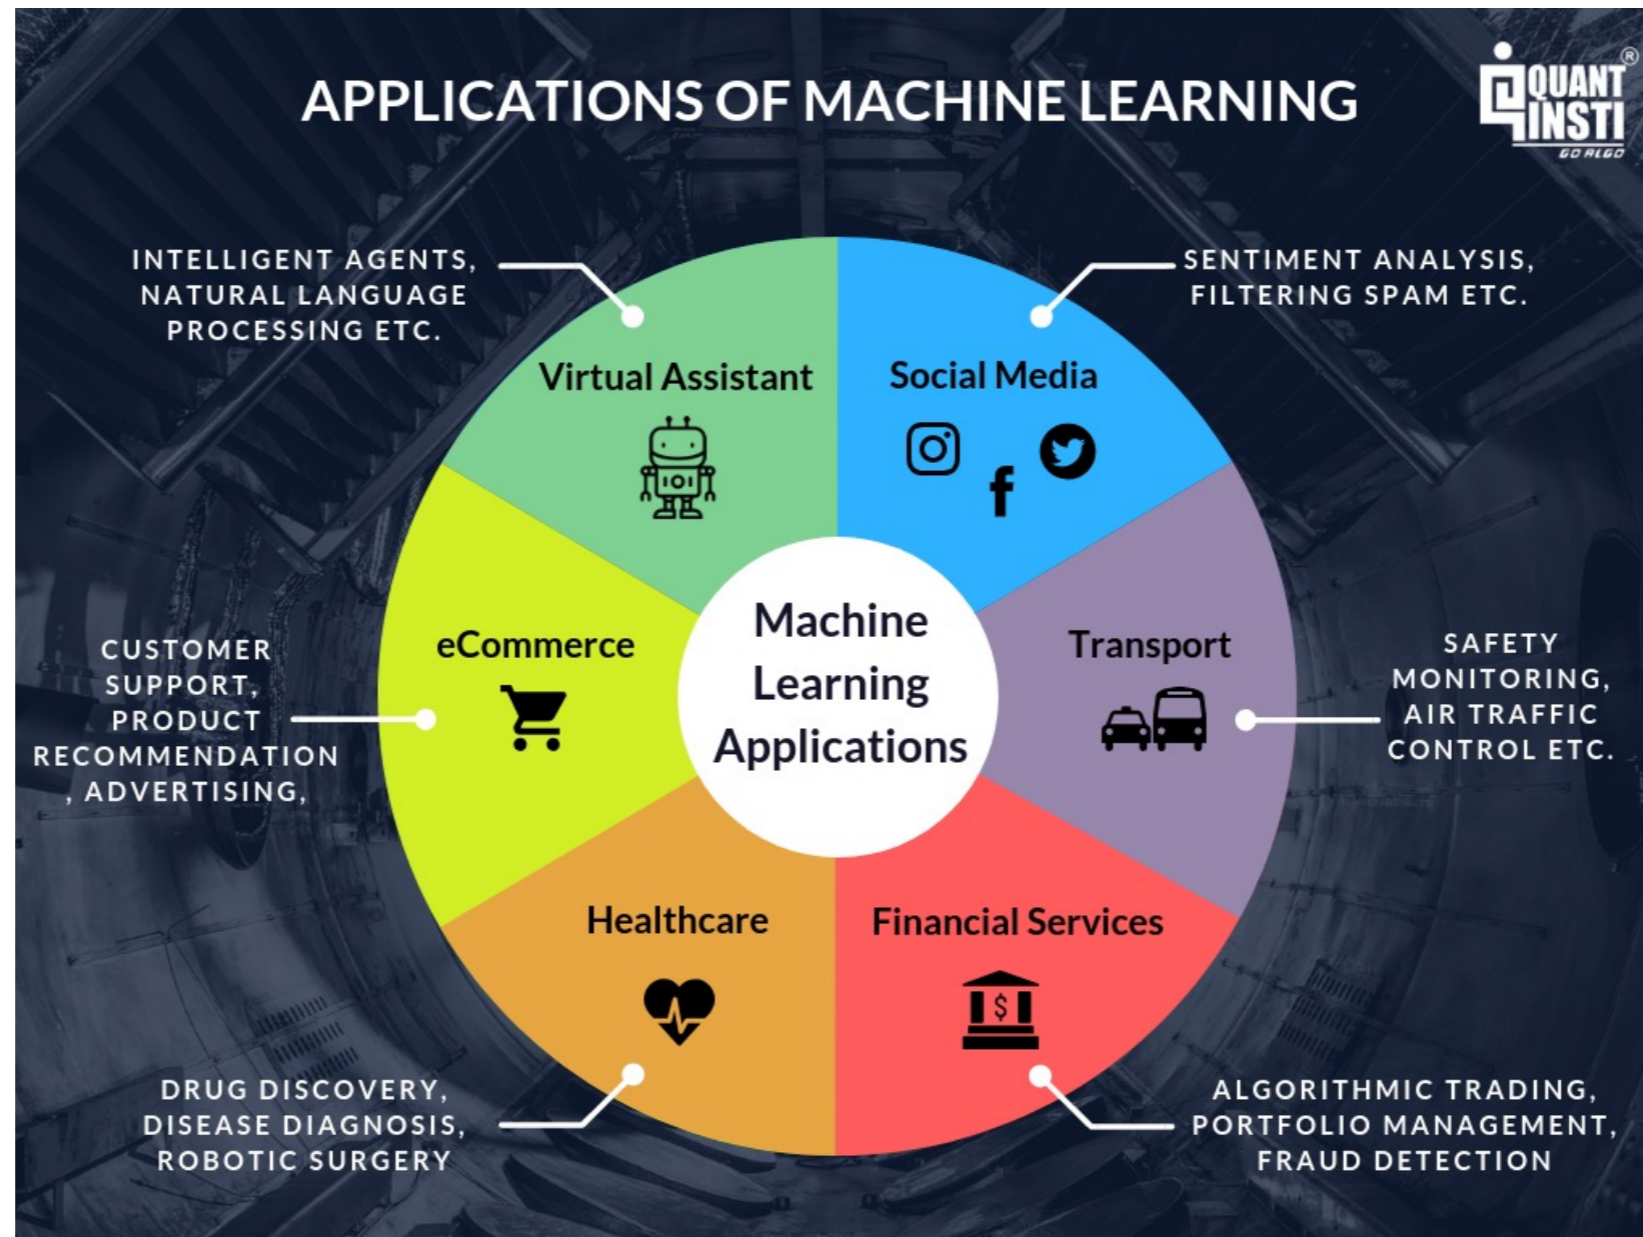 APPLICATIONS OF MACHINE LEARNING
QUANT
INSTI
®
GO ALGO
INTELLIGENT AGENTS,
NATURAL LANGUAGE
PROCESSING ETC.
SENTIMENT ANALYSIS,
FILTERING SPAM ETC.
Virtual Assistant
Social Media
CUSTOMER
SUPPORT,
PRODUCT
RECOMMENDATION
, ADVERTISING,
eCommerce
Machine
Learning
Applications
Transport
SAFETY
MONITORING,
AIR TRAFFIC
CONTROL ETC.
Healthcare
Financial Services
$
DRUG DISCOVERY,
DISEASE DIAGNOSIS,
ROBOTIC SURGERY
ALGORITHMIC TRADING,
PORTFOLIO MANAGEMENT,
FRAUD DETECTION